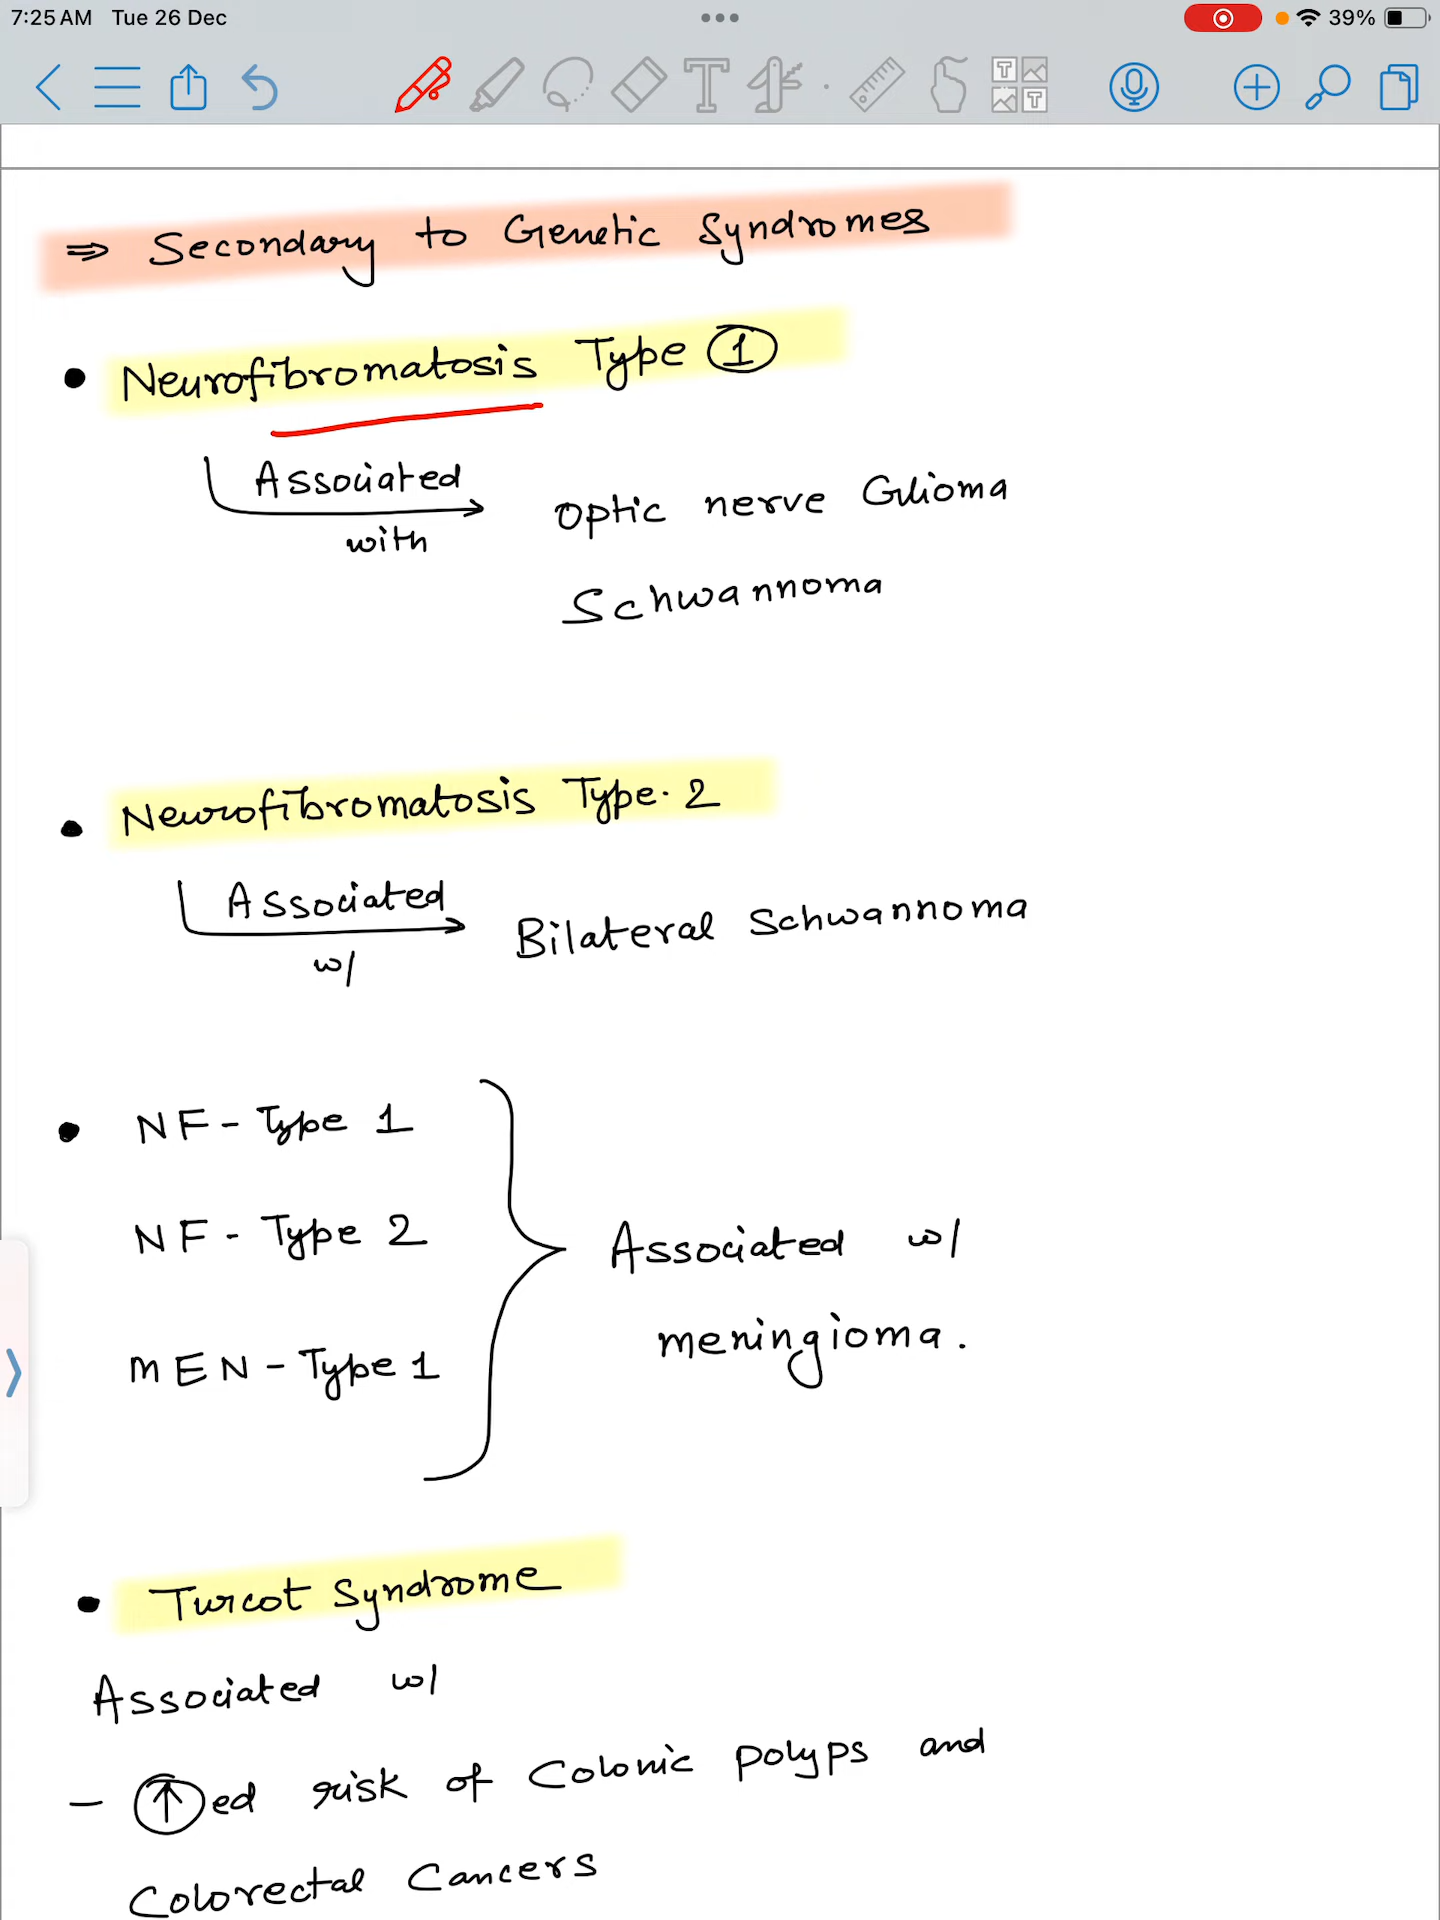 7:25 AM Tue 26 Dec 39%
⇒ Secondary to Genetic Syndromes
• Neurofibromatosis Type 1
Associated
with
Optic nerve Glioma
Schwannoma
• Neurofibromatosis Type. 2
Associated
w/
Bilateral Schwannoma
• NF - Type 1
NF - Type 2
MEN - Type 1
Associated w/
meningioma.
• Turcot Syndrome
Associated w/
- ↑ed risk of Colonic polyps and
Colorectal Cancers